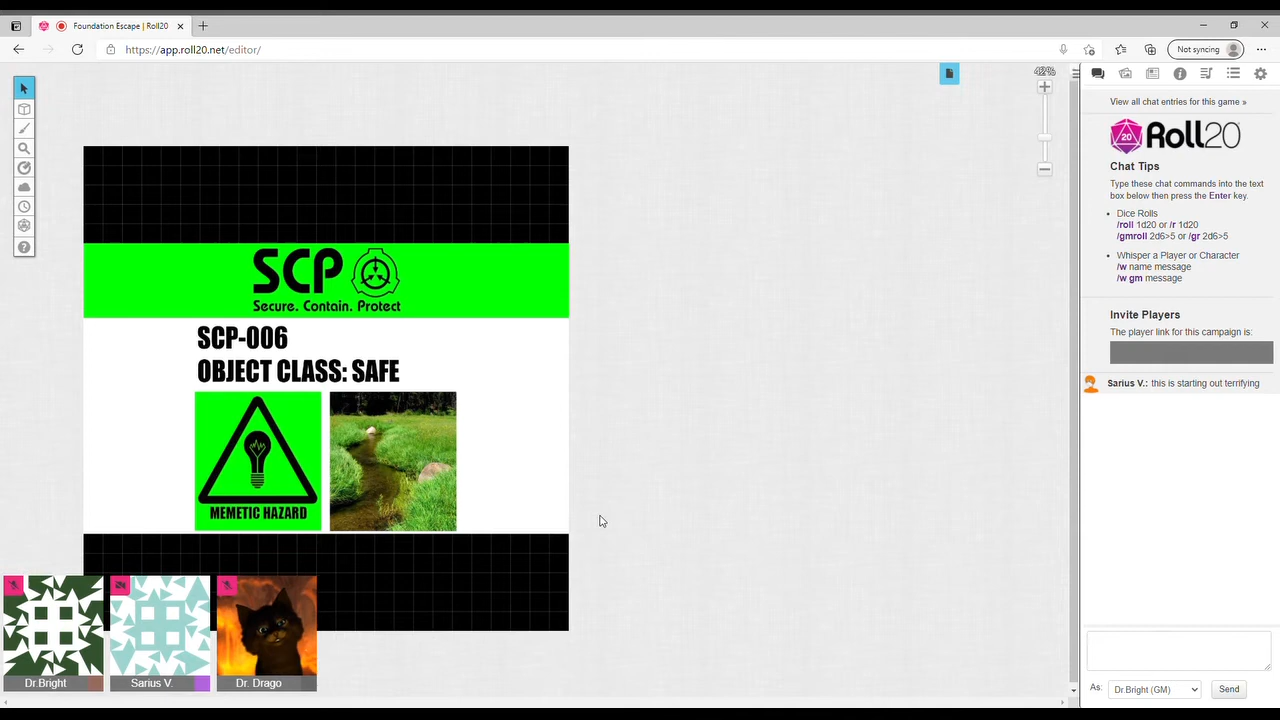 Foundation Escape | Roll20
https://app.roll20.net/editor/
Not syncing
42%
View all chat entries for this game »
20
Roll20
Chat Tips
Type these chat commands into the text
box below then press the Enter key.
Dice Rolls
/roll 1d20 or /r 1d20
/gmroll 2d6>5 or /gr 2d6>5
Whisper a Player or Character
/w name message
/w gm message
Invite Players
The player link for this campaign is:
Sarius V.: this is starting out terrifying
SCP
Secure. Contain. Protect
SCP-006
OBJECT CLASS: SAFE
MEMETIC HAZARD
Dr.Bright
Sarius V.
Dr. Drago
As:
Dr.Bright (GM)
Send